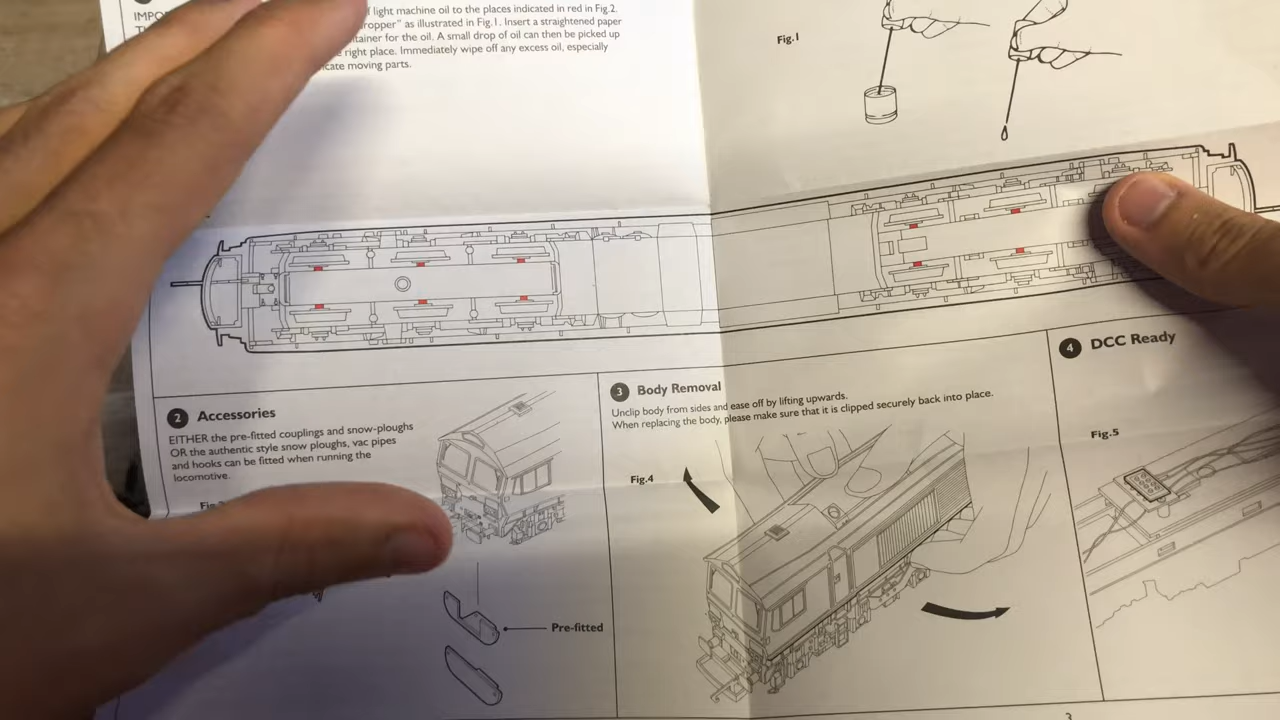 IMPO
f light machine oil to the places indicated in red in Fig.2.
ropper" as illustrated in Fig.1. Insert a straightened paper
tainer for the oil. A small drop of oil can then be picked up
e right place. Immediately wipe off any excess oil, especially
icate moving parts.
Fig.1
2 Accessories
EITHER the pre-fitted couplings and snow-ploughs
OR the authentic style snow ploughs, vac pipes
and hooks can be fitted when running the
locomotive.
Fig
Pre-fitted
3 Body Removal
Unclip body from sides and ease off by lifting upwards.
When replacing the body, please make sure that it is clipped securely back into place.
Fig.4
4 DCC Ready
Fig.5
3